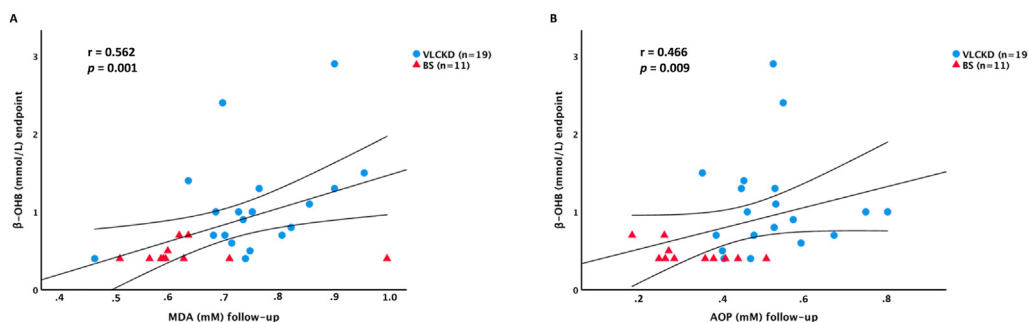 A
r = 0.562
p = 0.001
VLCKD (n=19)
BS (n=11)
β-OHB (mmol/L) endpoint
3
2
1
0
.4 .5 .6 .7 .8 .9 1.0
MDA (mM) follow-up
B
r = 0.466
p = 0.009
VLCKD (n=19
BS (n=11)
β-OHB (mmol/L) endpoint
3
2
1
0
.2 .4 .6 .8
AOP (mM) follow-up